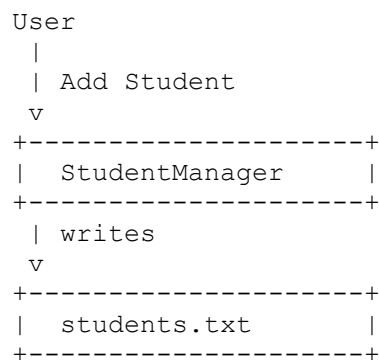 User
|
| Add Student
v
+---------------------+
| StudentManager |
+---------------------+
| writes
v
+---------------------+
| students.txt |
+---------------------+